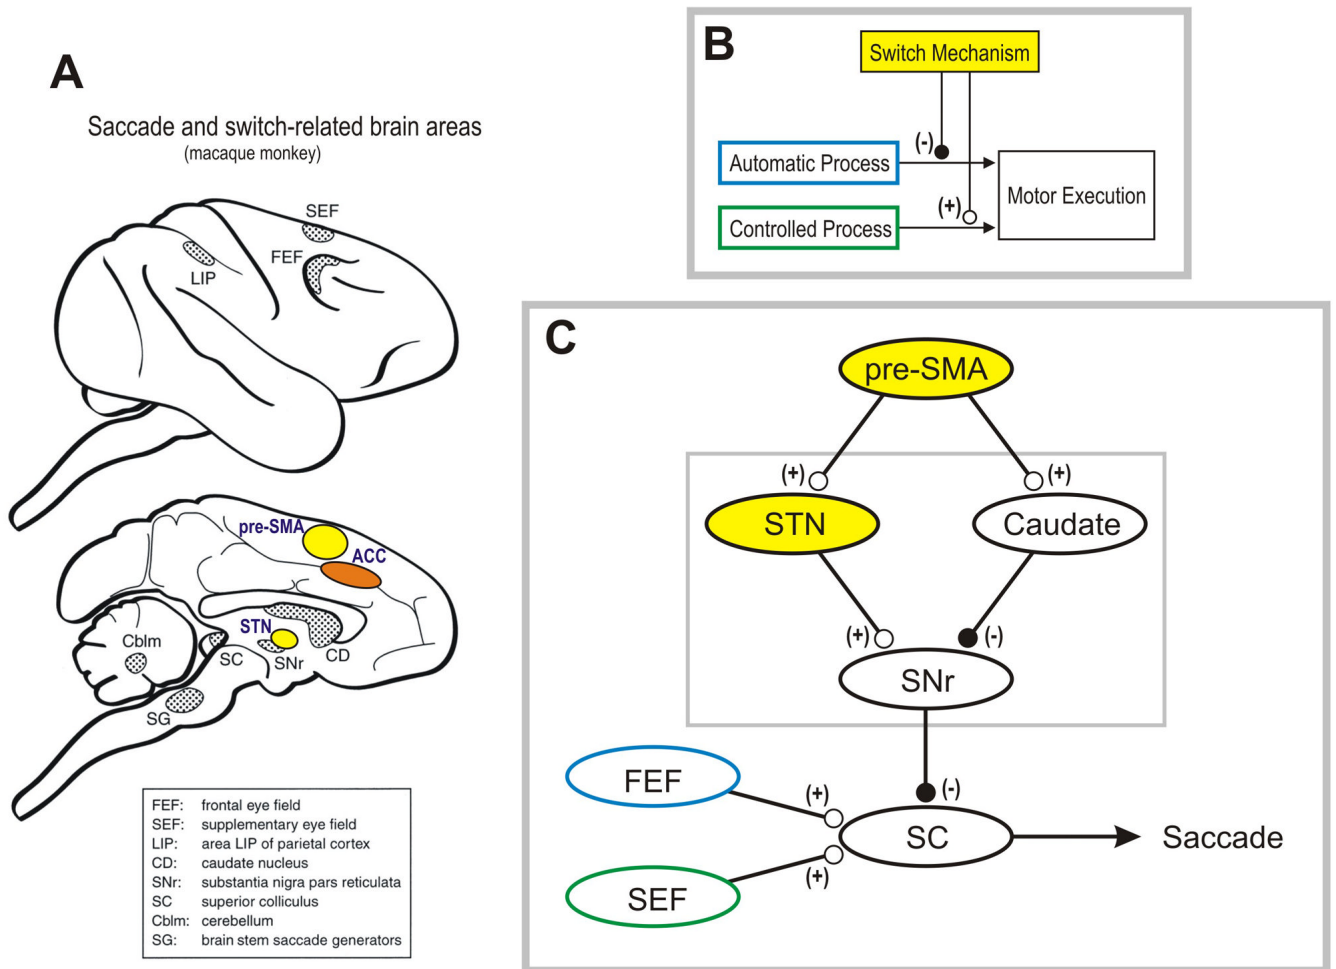 A
Saccade and switch-related brain areas
(macaque monkey)
SEF
FEF
LIP
pre-SMA
ACC
STN
Cblm
SC
SNr
CD
SG
FEF: frontal eye field
SEF: supplementary eye field
LIP: area LIP of parietal cortex
CD: caudate nucleus
SNr: substantia nigra pars reticulata
SC superior colliculus
Cblm: cerebellum
SG: brain stem saccade generators
B
Switch Mechanism
(-)
Automatic Process
Motor Execution
(+)
Controlled Process
C
pre-SMA
(+)
(+)
STN
Caudate
(+)
(-)
SNr
FEF
(+)
(-)
SC
Saccade
SEF
(+)